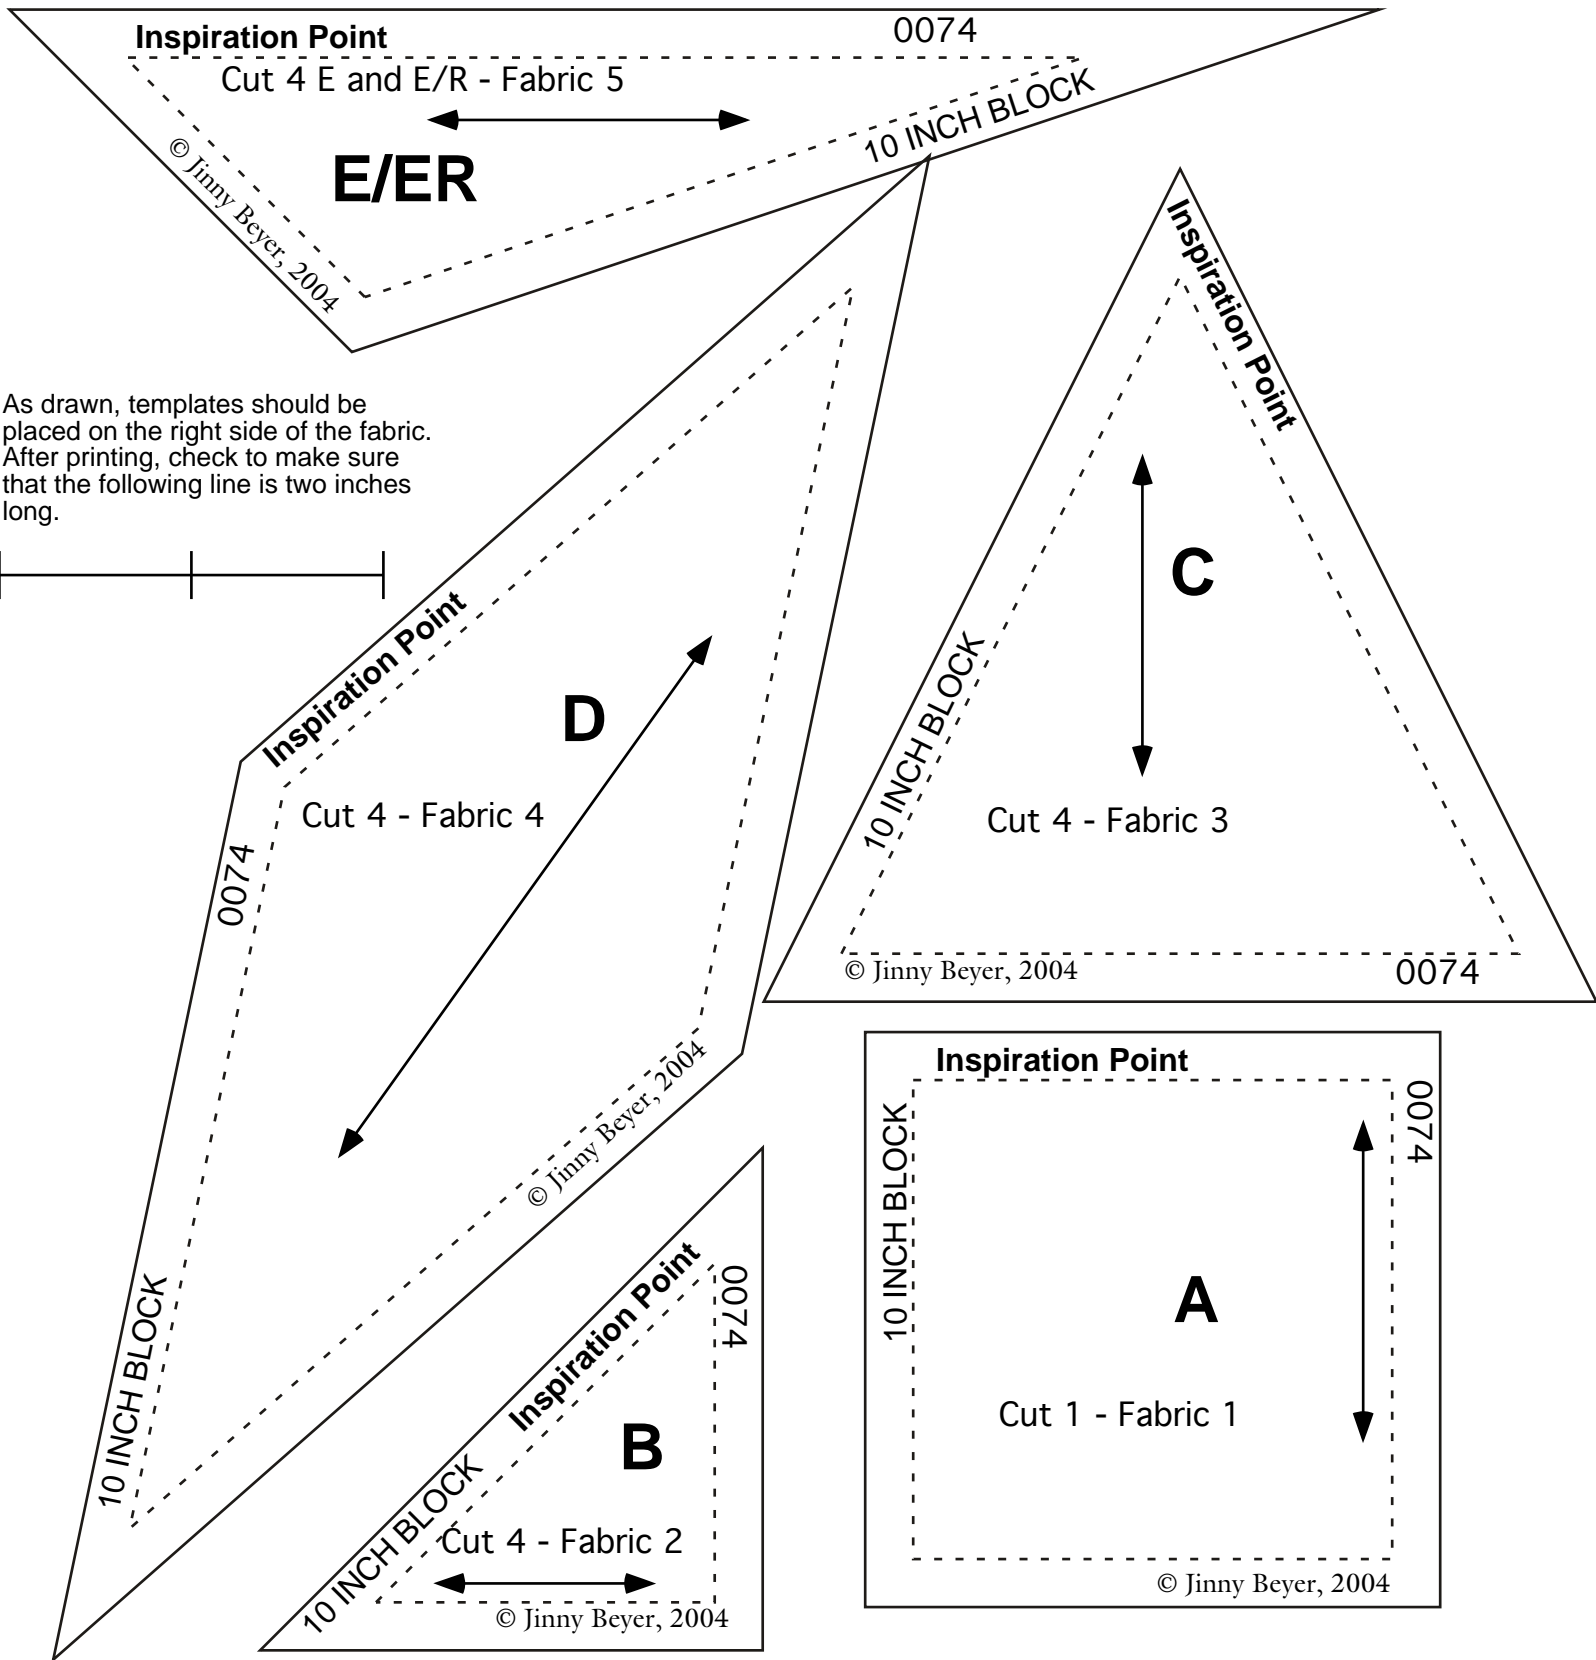 Inspiration Point
0074
Cut 4 E and E/R - Fabric 5
10 INCH BLOCK
E/ER
© Jinny Beyer, 2004
As drawn, templates should be
placed on the right side of the fabric.
After printing, check to make sure
that the following line is two inches
long.
Inspiration Point
D
Cut 4 - Fabric 4
0074
© Jinny Beyer, 2004
10 INCH BLOCK
Inspiration Point
C
10 INCH BLOCK
Cut 4 - Fabric 3
© Jinny Beyer, 2004
0074
Inspiration Point
0074
10 INCH BLOCK
A
Cut 1 - Fabric 1
© Jinny Beyer, 2004
Inspiration Point
0074
B
10 INCH BLOCK
Cut 4 - Fabric 2
© Jinny Beyer, 2004